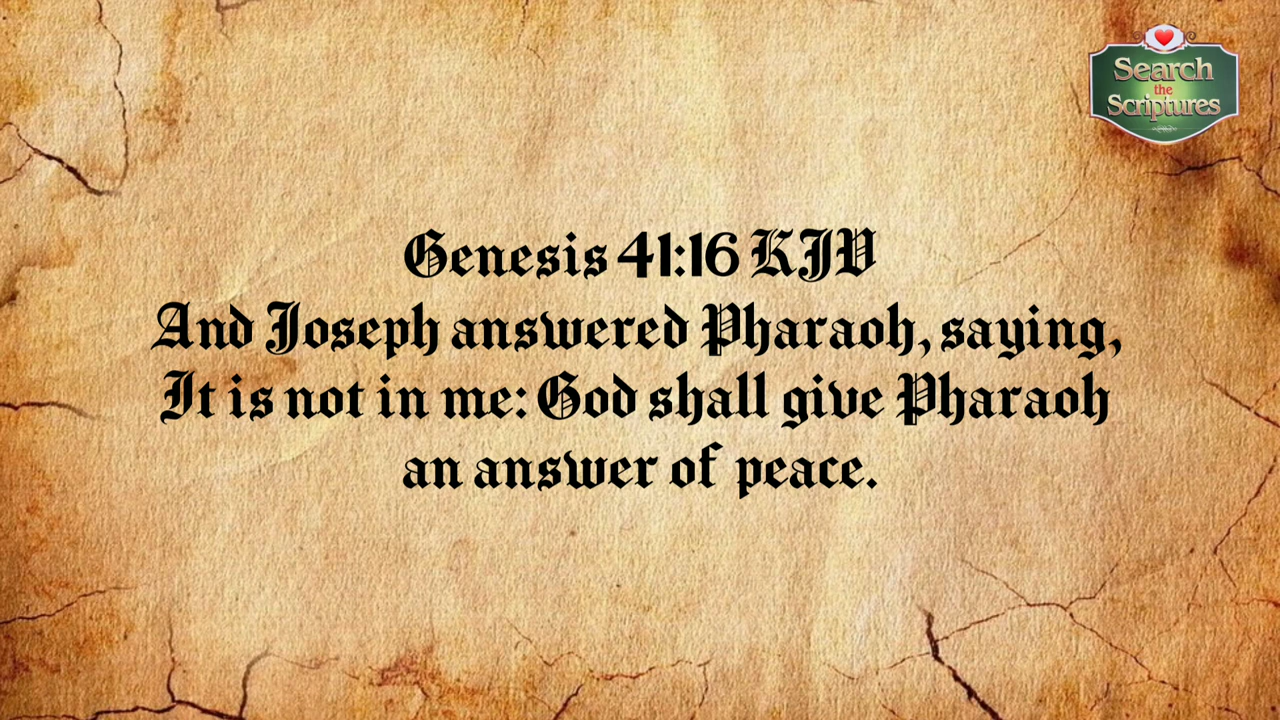 Search
the
Scriptures
Genesis 41:16 KJV
And Joseph answered Pharaoh, saying,
It is not in me: God shall give Pharaoh
an answer of peace.